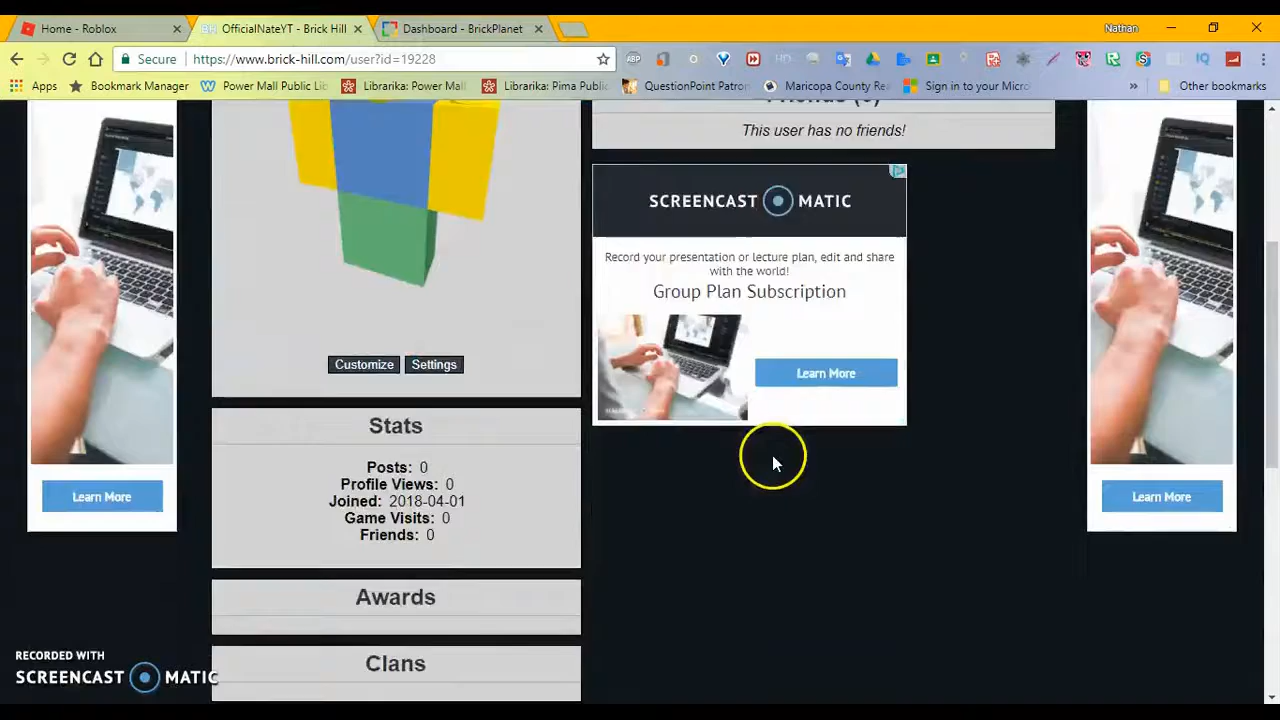 Home - Roblox
OfficialNateYT - Brick Hill
Dashboard - BrickPlanet
Nathan
Secure
https://www.brick-hill.com/user?id=19228
ABP
HD
IQ
Apps
Bookmark Manager
Power Mall Public Lib
Librarika: Power Mall
Librarika: Pima Public
QuestionPoint Patron
Maricopa County Rea
Sign in to your Micro
»
Other bookmarks
This user has no friends!
SCREENCAST MATIC
Record your presentation or lecture plan, edit and share
with the world!
Group Plan Subscription
Learn More
Customize
Settings
Stats
Posts: 0
Profile Views: 0
Joined: 2018-04-01
Game Visits: 0
Friends: 0
Learn More
Learn More
Awards
Clans
RECORDED WITH
SCREENCAST MATIC